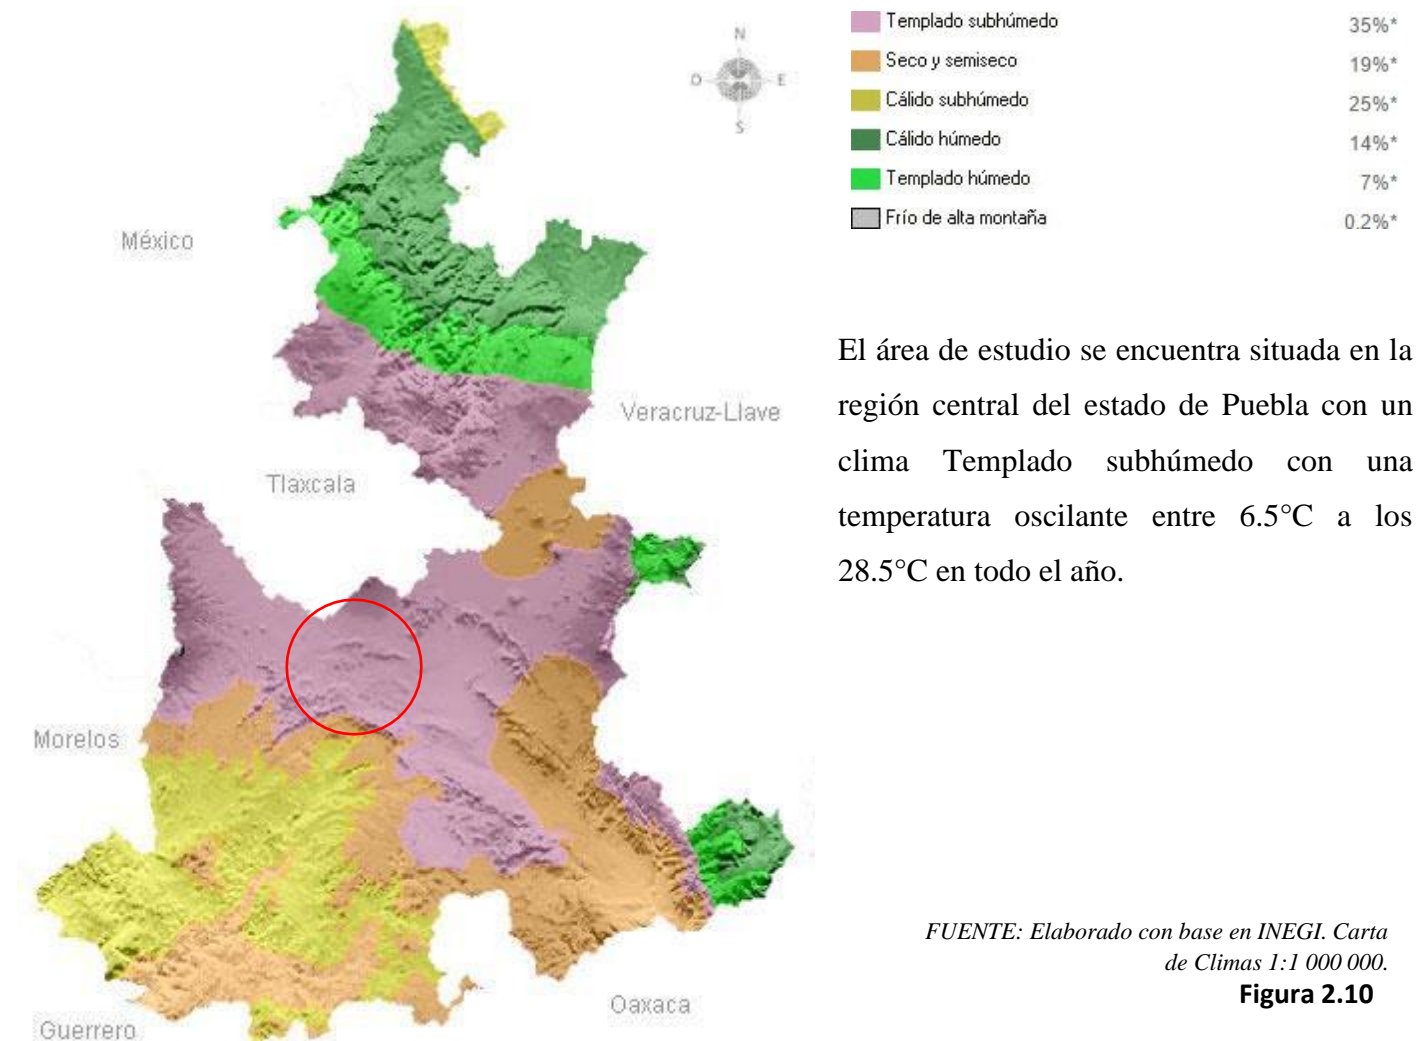 N
O E
S
Templado subhúmedo 35%*
Seco y semiseco 19%*
Cálido subhúmedo 25%*
Cálido húmedo 14%*
Templado húmedo 7%*
Frío de alta montaña 0.2%*
México
Veracruz-Llave
Tlaxcala
Morelos
Oaxaca
Guerrero
El área de estudio se encuentra situada en la
región central del estado de Puebla con un
clima Templado subhúmedo con una
temperatura oscilante entre 6.5°C a los
28.5°C en todo el año.
FUENTE: Elaborado con base en INEGI. Carta
de Climas 1:1 000 000.
Figura 2.10